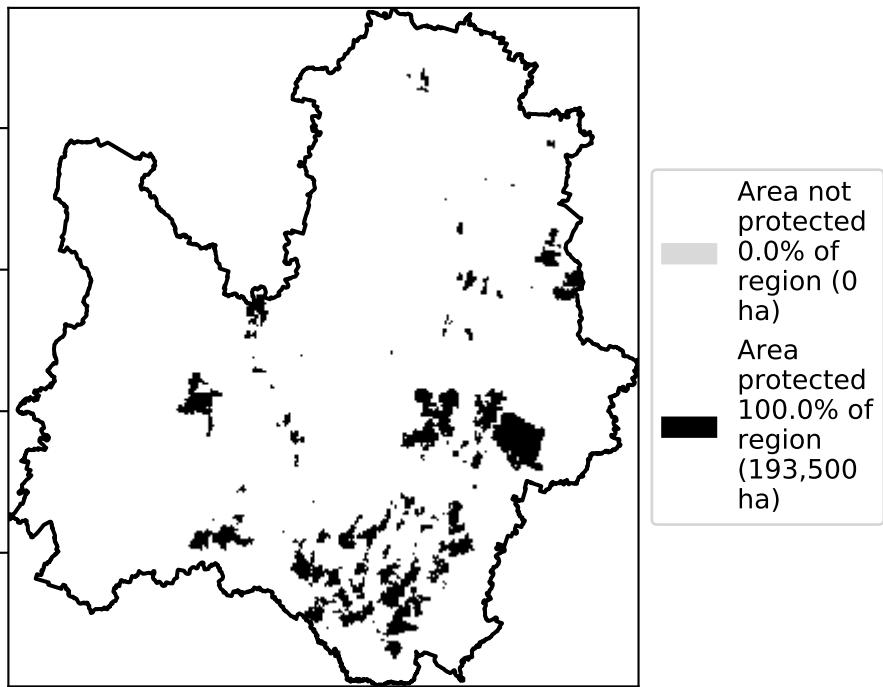 Area not
protected
0.0% of
region (0
ha)
Area
protected
100.0% of
region
(193,500
ha)